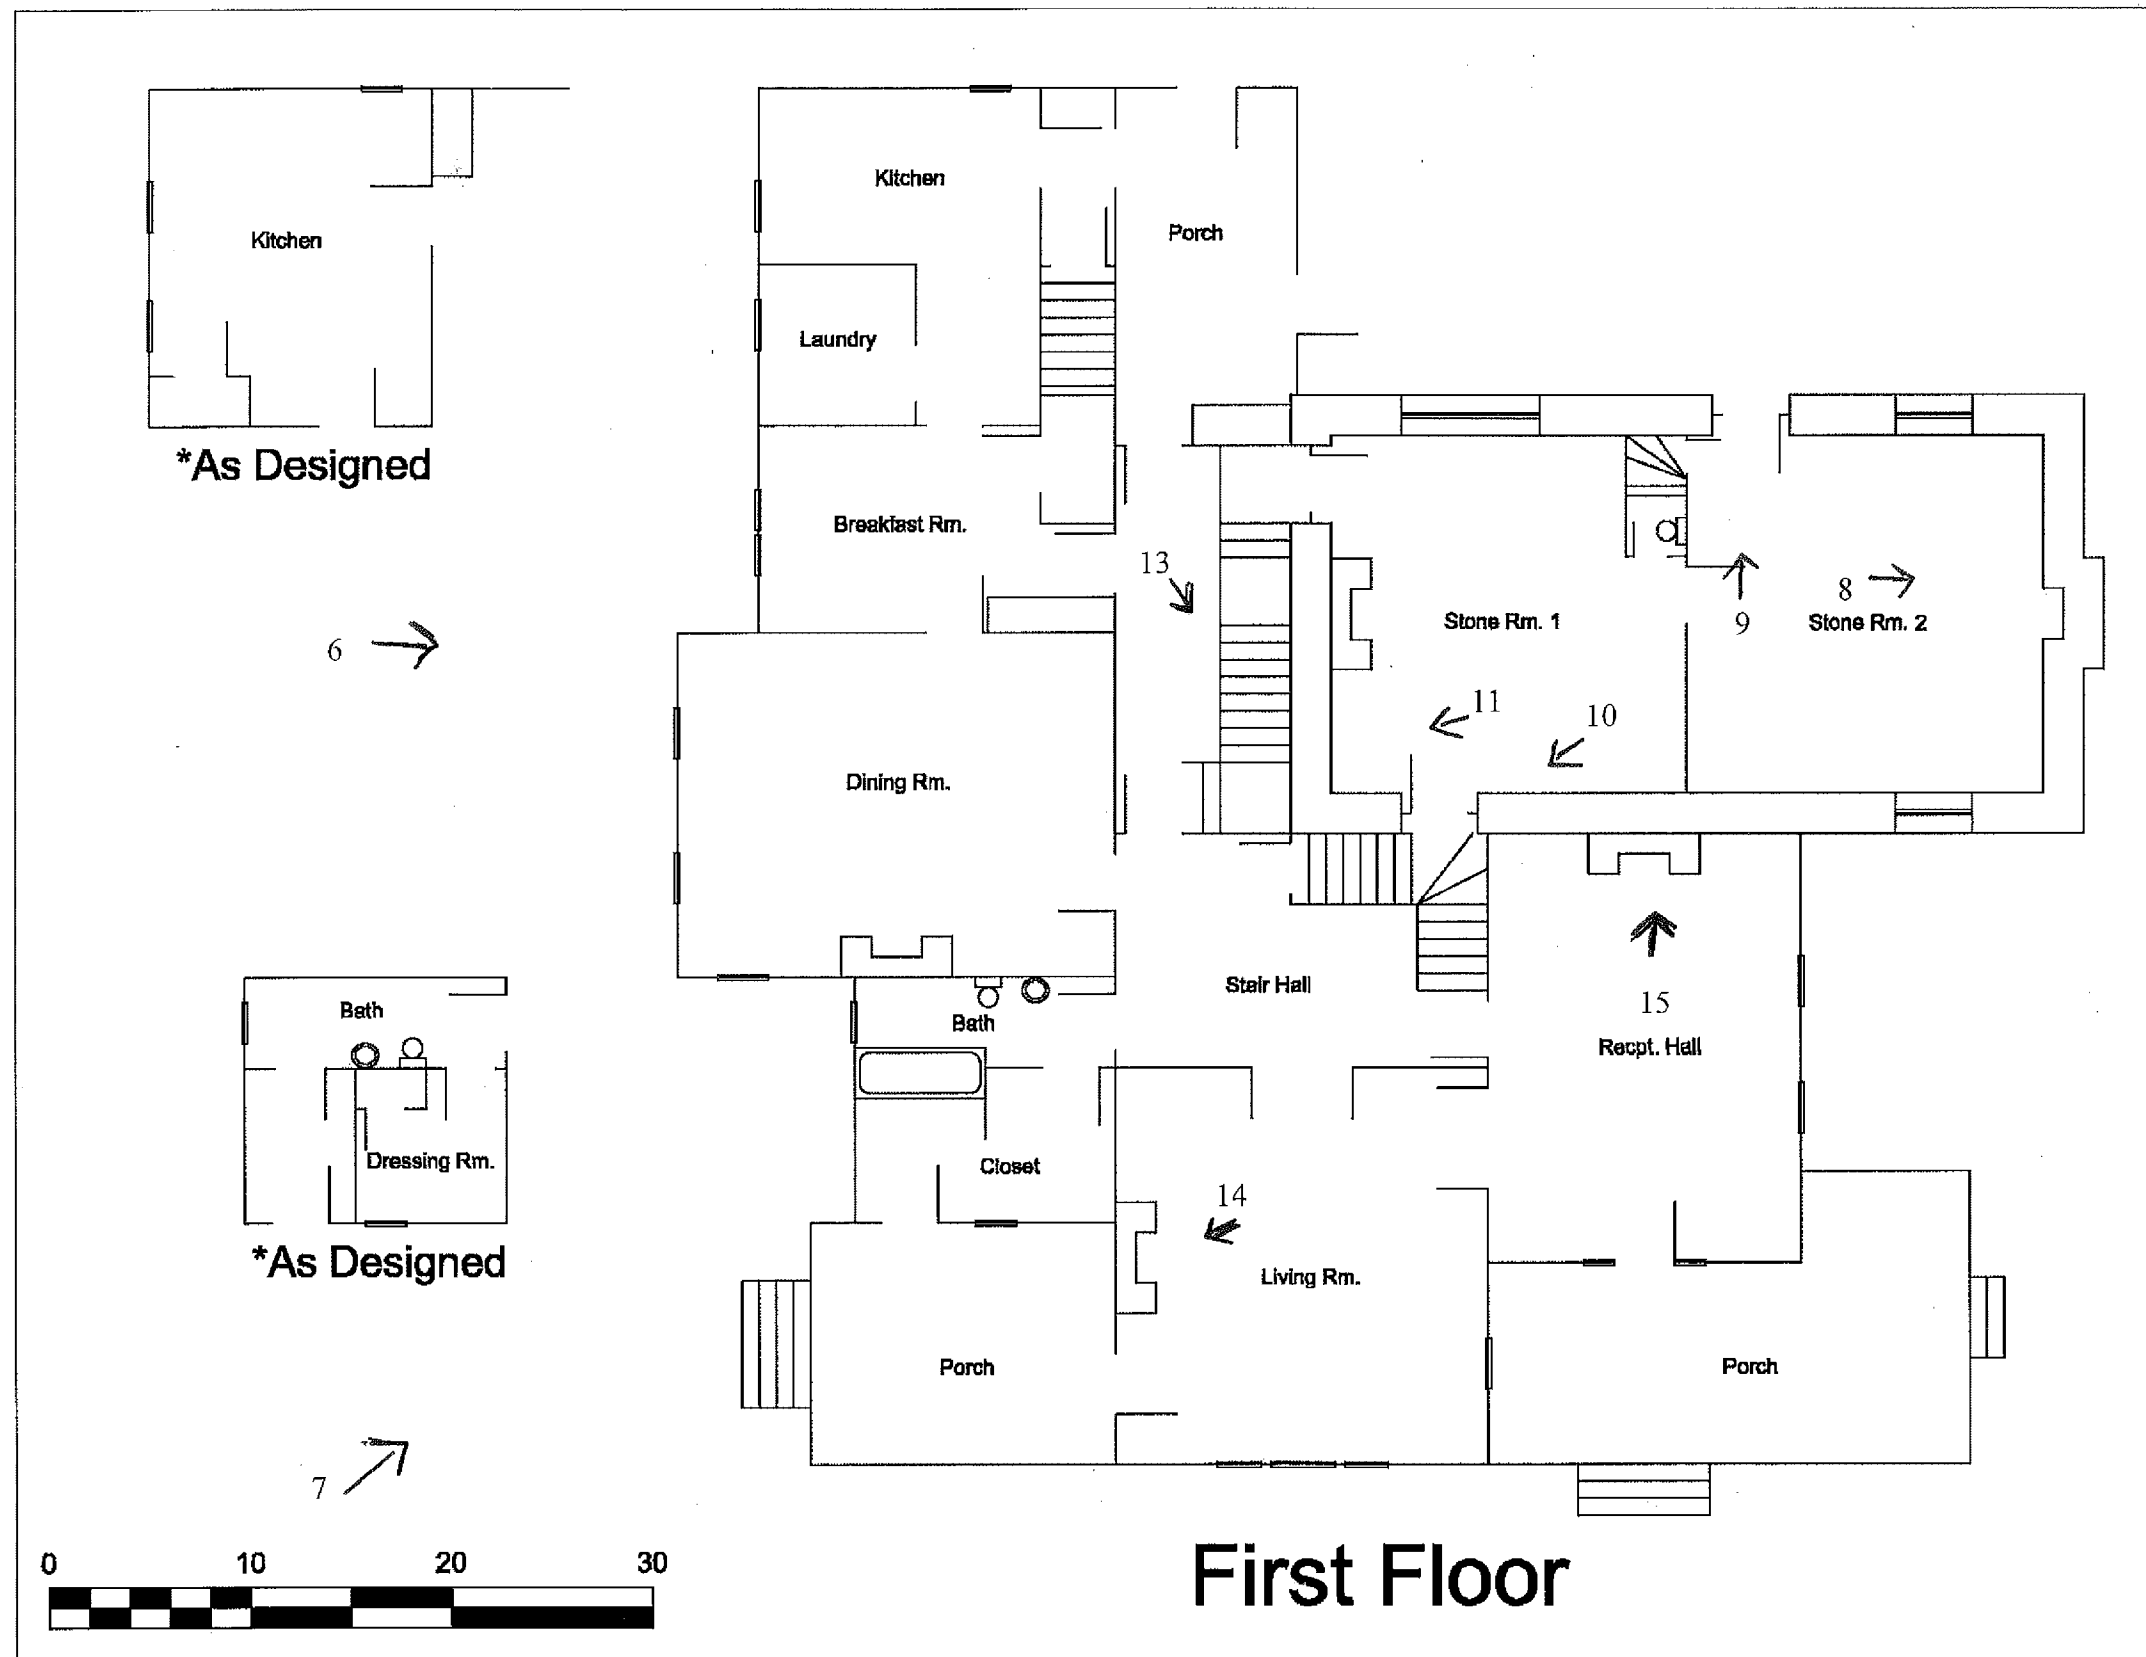 Kitchen
Kitchen
Porch
Laundry
*As Designed
Breakfast Rm.
13
6
Stone Rm. 1
9
8
Stone Rm. 2
11
10
Dining Rm.
Bath
Stair Hall
15
Bath
Recpt. Hall
Dressing Rm.
Closet
14
*As Designed
Living Rm.
Porch
Porch
7
0 10 20 30
First Floor